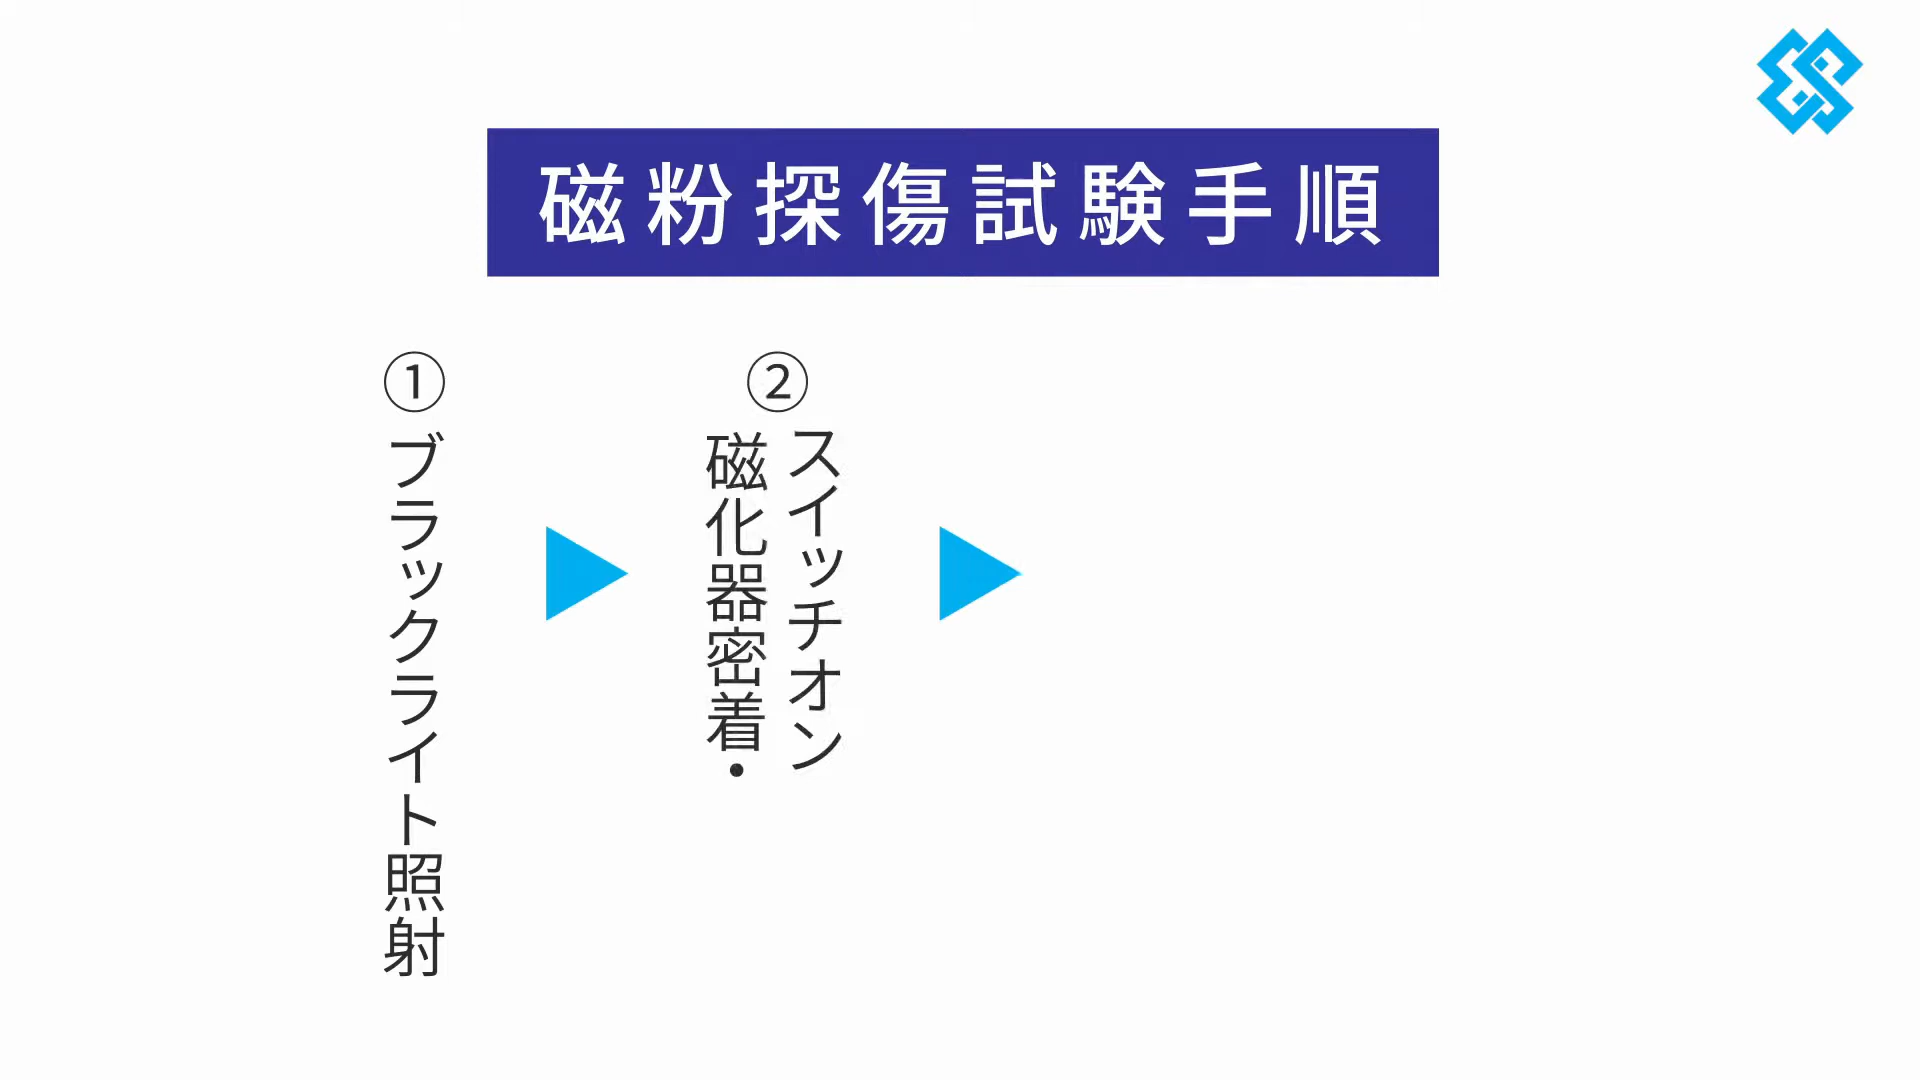 磁粉探傷試験手順
①
ブラックライト照射
②
磁化器密着・
スイッチオン